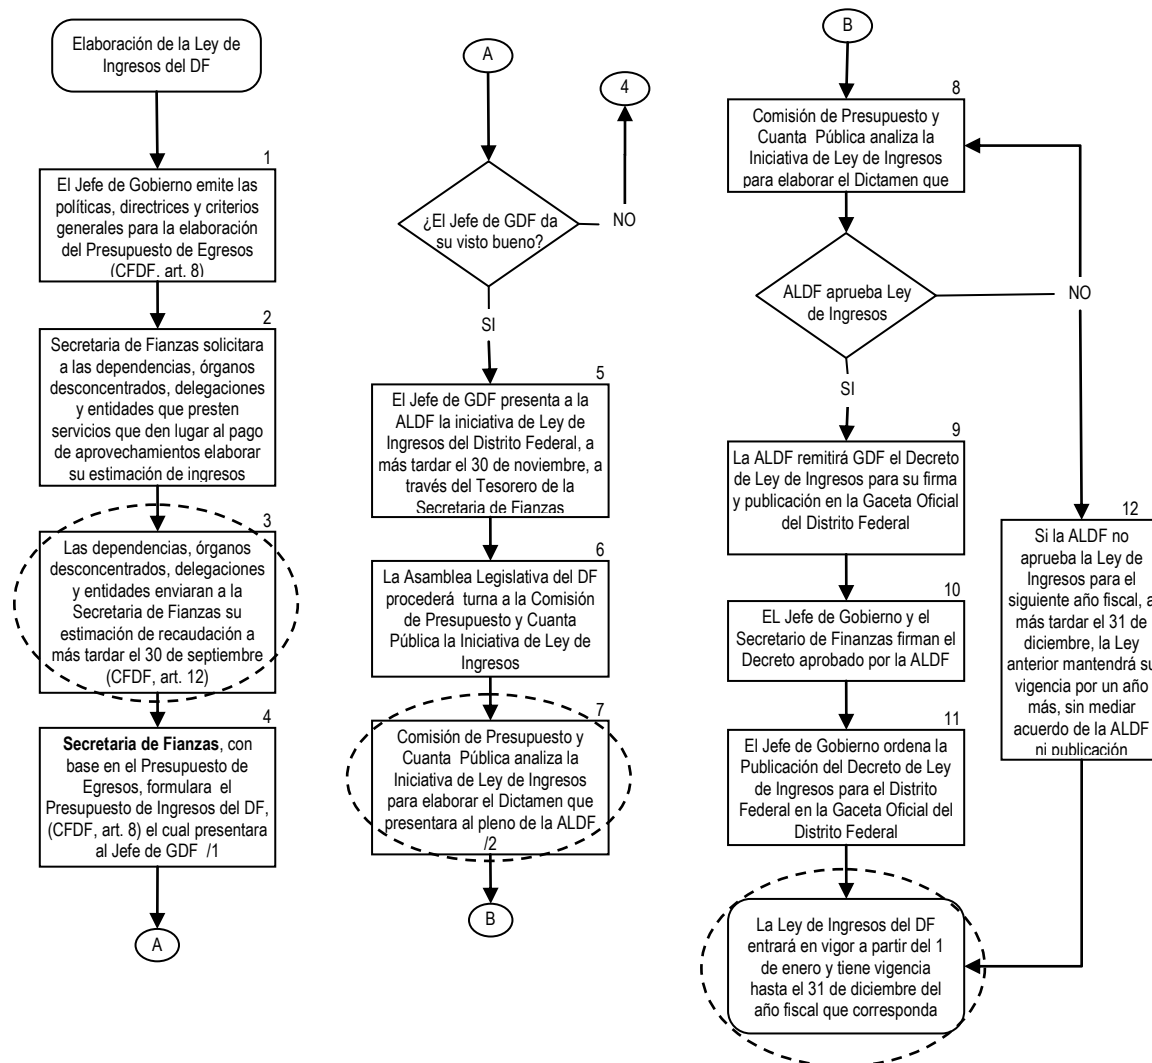 Elaboración de la Ley de
Ingresos del DF
1
El Jefe de Gobierno emite las
políticas, directrices y criterios
generales para la elaboración
del Presupuesto de Egresos
(CFDF, art. 8)
2
Secretaria de Fianzas solicitara
a las dependencias, órganos
desconcentrados, delegaciones
y entidades que presten
servicios que den lugar al pago
de aprovechamientos elaborar
su estimación de ingresos
3
Las dependencias, órganos
desconcentrados, delegaciones
y entidades enviaran a la
Secretaria de Fianzas su
estimación de recaudación a
más tardar el 30 de septiembre
(CFDF, art. 12)
4
Secretaria de Fianzas, con
base en el Presupuesto de
Egresos, formulara el
Presupuesto de Ingresos del DF,
(CFDF, art. 8) el cual presentara
al Jefe de GDF /1
A
A
4
¿El Jefe de GDF da
su visto bueno?
NO
SI
5
El Jefe de GDF presenta a la
ALDF la iniciativa de Ley de
Ingresos del Distrito Federal, a
más tardar el 30 de noviembre, a
través del Tesorero de la
Secretaria de Fianzas
6
La Asamblea Legislativa del DF
procederá turna a la Comisión
de Presupuesto y Cuanta
Pública la Iniciativa de Ley de
Ingresos
7
Comisión de Presupuesto y
Cuanta Pública analiza la
Iniciativa de Ley de Ingresos
para elaborar el Dictamen que
presentara al pleno de la ALDF
/2
B
B
8
Comisión de Presupuesto y
Cuanta Pública analiza la
Iniciativa de Ley de Ingresos
para elaborar el Dictamen que
ALDF aprueba Ley
de Ingresos
NO
SI
9
La ALDF remitirá GDF el Decreto
de Ley de Ingresos para su firma
y publicación en la Gaceta Oficial
del Distrito Federal
10
EL Jefe de Gobierno y el
Secretario de Finanzas firman el
Decreto aprobado por la ALDF
11
El Jefe de Gobierno ordena la
Publicación del Decreto de Ley
de Ingresos para el Distrito
Federal en la Gaceta Oficial del
Distrito Federal
La Ley de Ingresos del DF
entrará en vigor a partir del 1
de enero y tiene vigencia
hasta el 31 de diciembre del
año fiscal que corresponda
12
Si la ALDF no
aprueba la Ley de
Ingresos para el
siguiente año fiscal, a
más tardar el 31 de
diciembre, la Ley
anterior mantendrá su
vigencia por un año
más, sin mediar
acuerdo de la ALDF
ni publicación